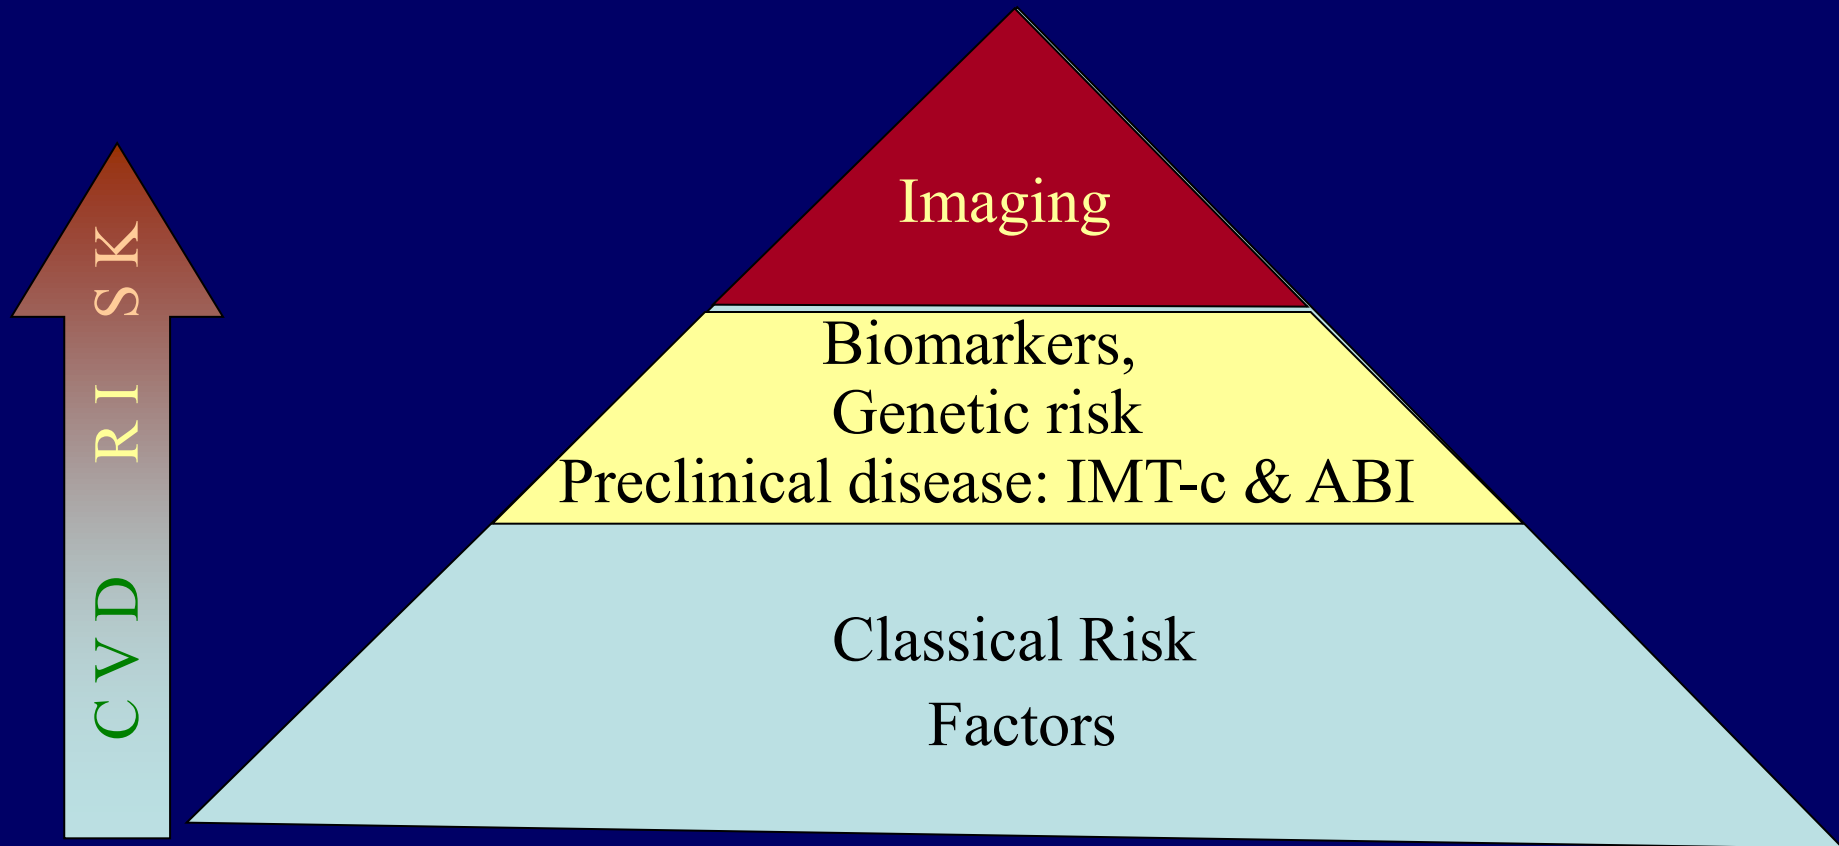 CVD RISK
Imaging
Biomarkers,
Genetic risk
Preclinical disease: IMT-c & ABI
Classical Risk
Factors